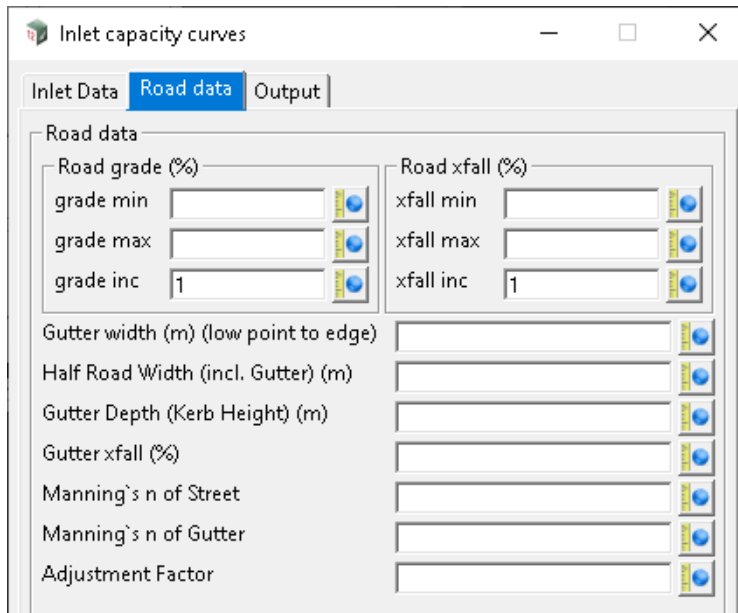 Inlet capacity curves
Inlet Data Road data Output
Road data
Road grade (%) Road xfall (%)
grade min xfall min
grade max xfall max
grade inc 1 xfall inc 1
Gutter width (m) (low point to edge)
Half Road Width (incl. Gutter) (m)
Gutter Depth (Kerb Height) (m)
Gutter xfall (%)
Manning`s n of Street
Manning`s n of Gutter
Adjustment Factor